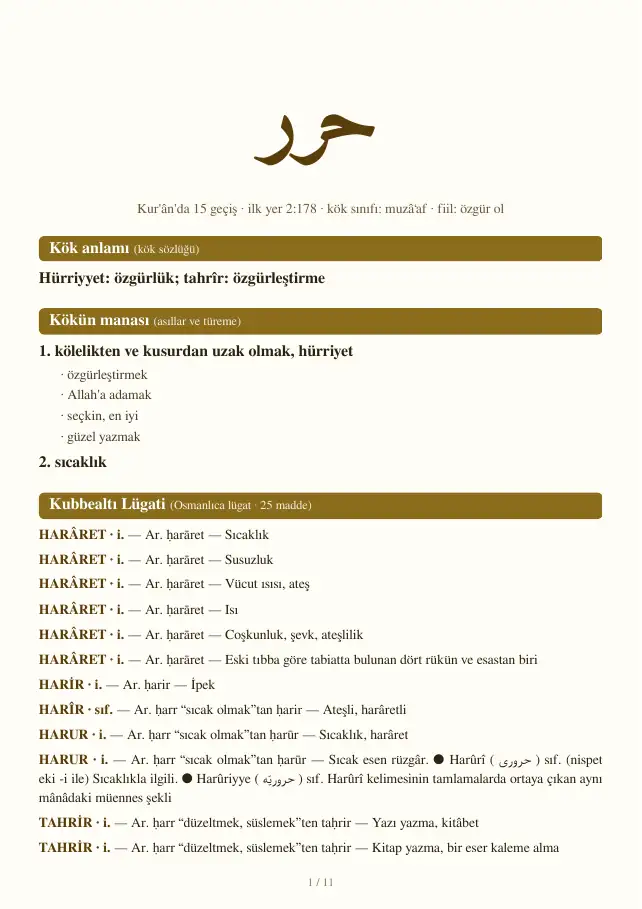 حرر
Kur'ân'da 15 geçiş · ilk yer 2:178 · kök sınıfı: muzâ'af · fiil: özgür ol
Kök anlamı (kök sözlüğü)
Hürriyyet: özgürlük; tahrîr: özgürleştirme
Kökün manası (asıllar ve türeme)
1. kölelikten ve kusurdan uzak olmak, hürriyet
· özgürleştirmek
· Allah'a adamak
· seçkin, en iyi
· güzel yazmak
2. sıcaklık
Kubbealtı Lügati (Osmanlıca lügat · 25 madde)
HARÂRET · i. — Ar. ḥarāret — Sıcaklık
HARÂRET · i. — Ar. ḥarāret — Susuzluk
HARÂRET · i. — Ar. ḥarāret — Vücut ısısı, ateş
HARÂRET · i. — Ar. ḥarāret — Isı
HARÂRET · i. — Ar. ḥarāret — Coşkunluk, şevk, ateşlilik
HARÂRET · i. — Ar. ḥarāret — Eski tıbba göre tabiatta bulunan dört rükün ve esastan biri
HARİR · i. — Ar. ḥarir — İpek
HARÎR · sıf. — Ar. ḥarr “sıcak olmak”tan ḥarir — Ateşli, harâretli
HARUR · i. — Ar. ḥarr “sıcak olmak”tan ḥarūr — Sıcaklık, harâret
HARUR · i. — Ar. ḥarr “sıcak olmak”tan ḥarūr — Sıcak esen rüzgâr. ● Harûrî ( حرورى ) sıf. (nispet
eki -i ile) Sıcaklıkla ilgili. ● Harûriyye ( حروريّه ) sıf. Harûrî kelimesinin tamlamalarda ortaya çıkan aynı
mânâdaki müennes şekli
TAHRİR · i. — Ar. ḥarr “düzeltmek, süslemek”ten taḥrir — Yazı yazma, kitâbet
TAHRİR · i. — Ar. ḥarr “düzeltmek, süslemek”ten taḥrir — Kitap yazma, bir eser kaleme alma
1 / 11